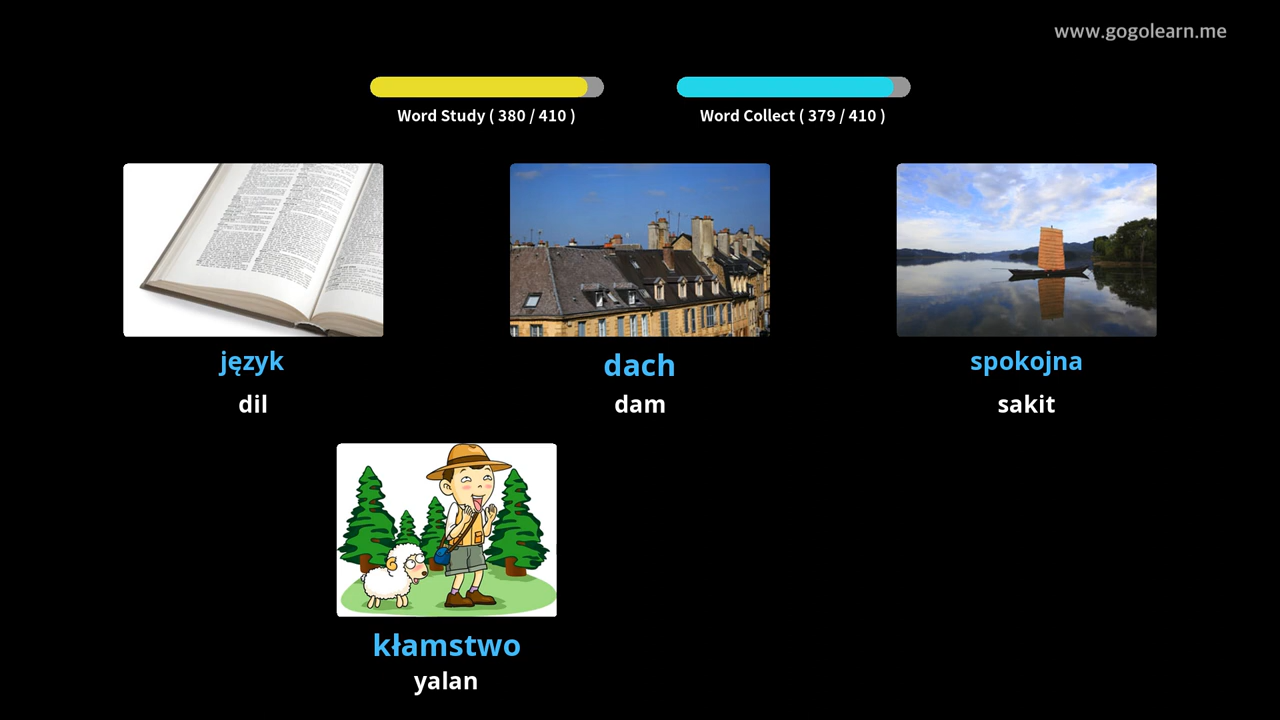 www.gogolearn.me
Word Study ( 380 / 410 )
Word Collect ( 379 / 410 )
język
dach
spokojna
dil
dam
sakit
kłamstwo
yalan